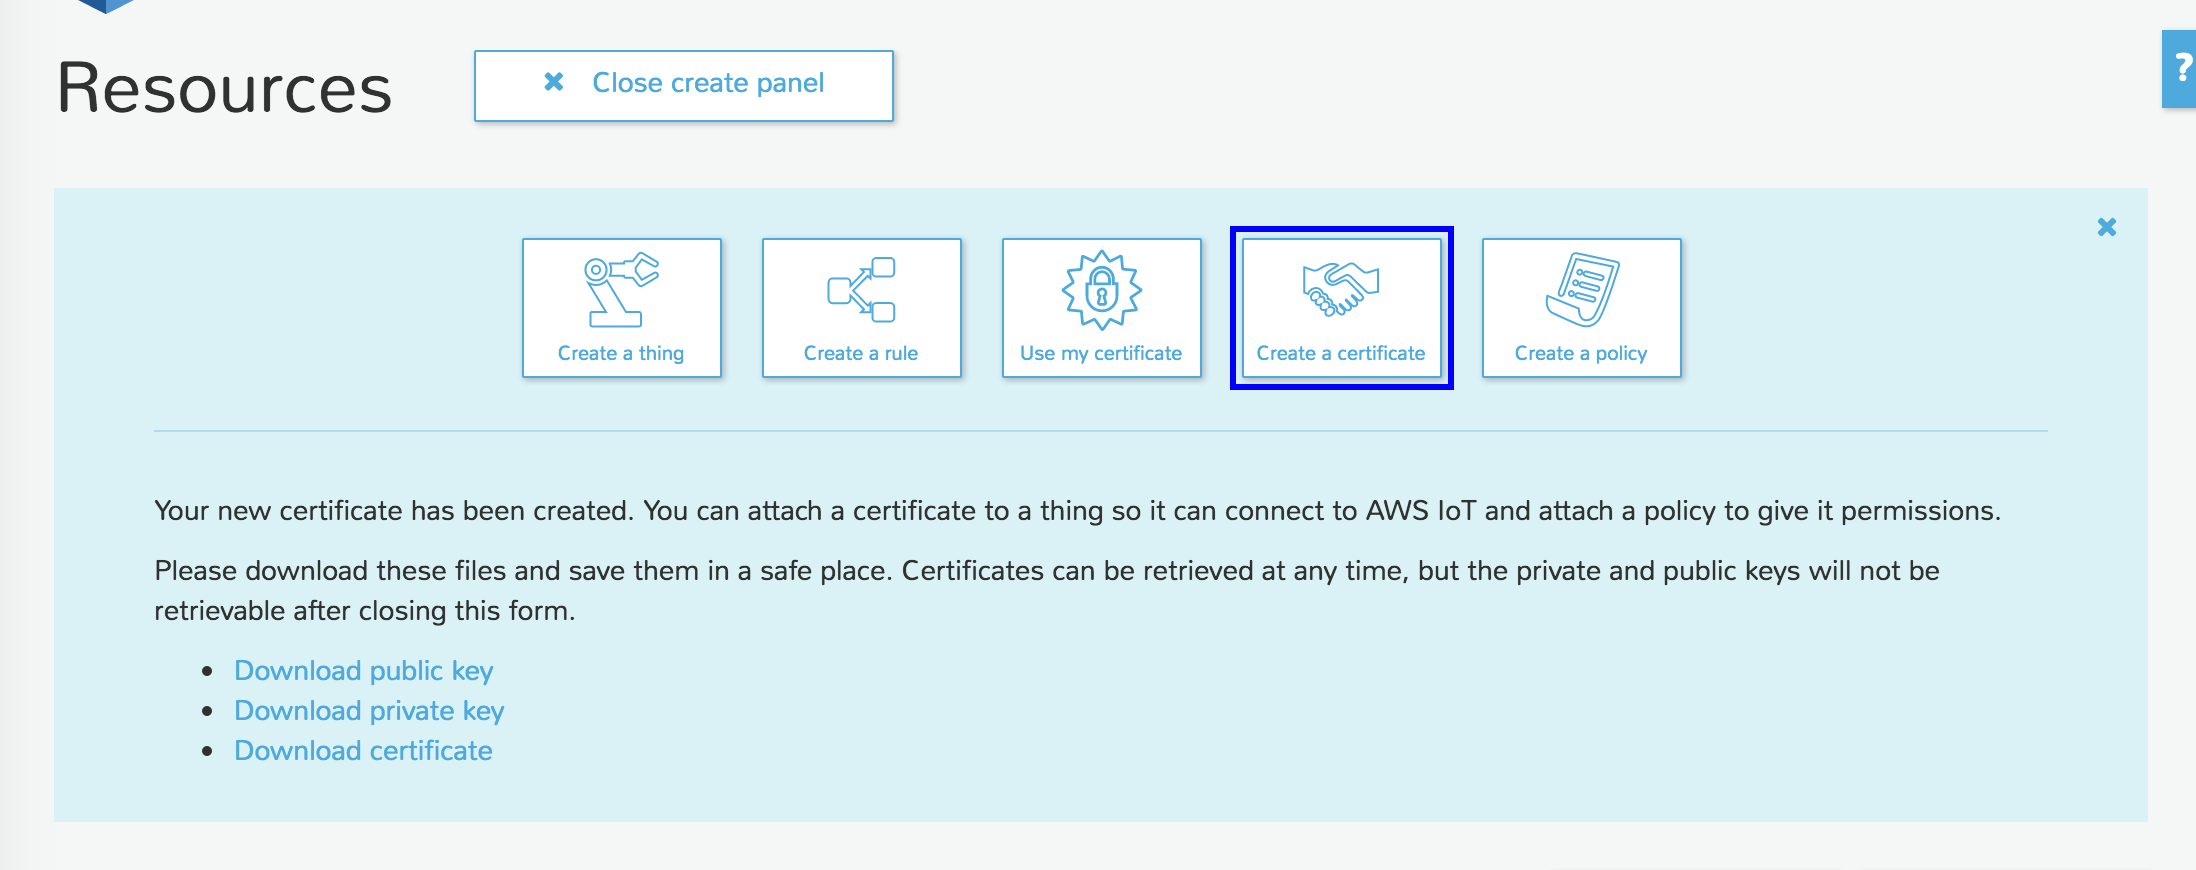 Resources
Close create panel
?
Create a thing
Create a rule
Use my certificate
Create a certificate
Create a policy
Your new certificate has been created. You can attach a certificate to a thing so it can connect to AWS IoT and attach a policy to give it permissions.
Please download these files and save them in a safe place. Certificates can be retrieved at any time, but the private and public keys will not be
retrievable after closing this form.
Download public key
Download private key
Download certificate